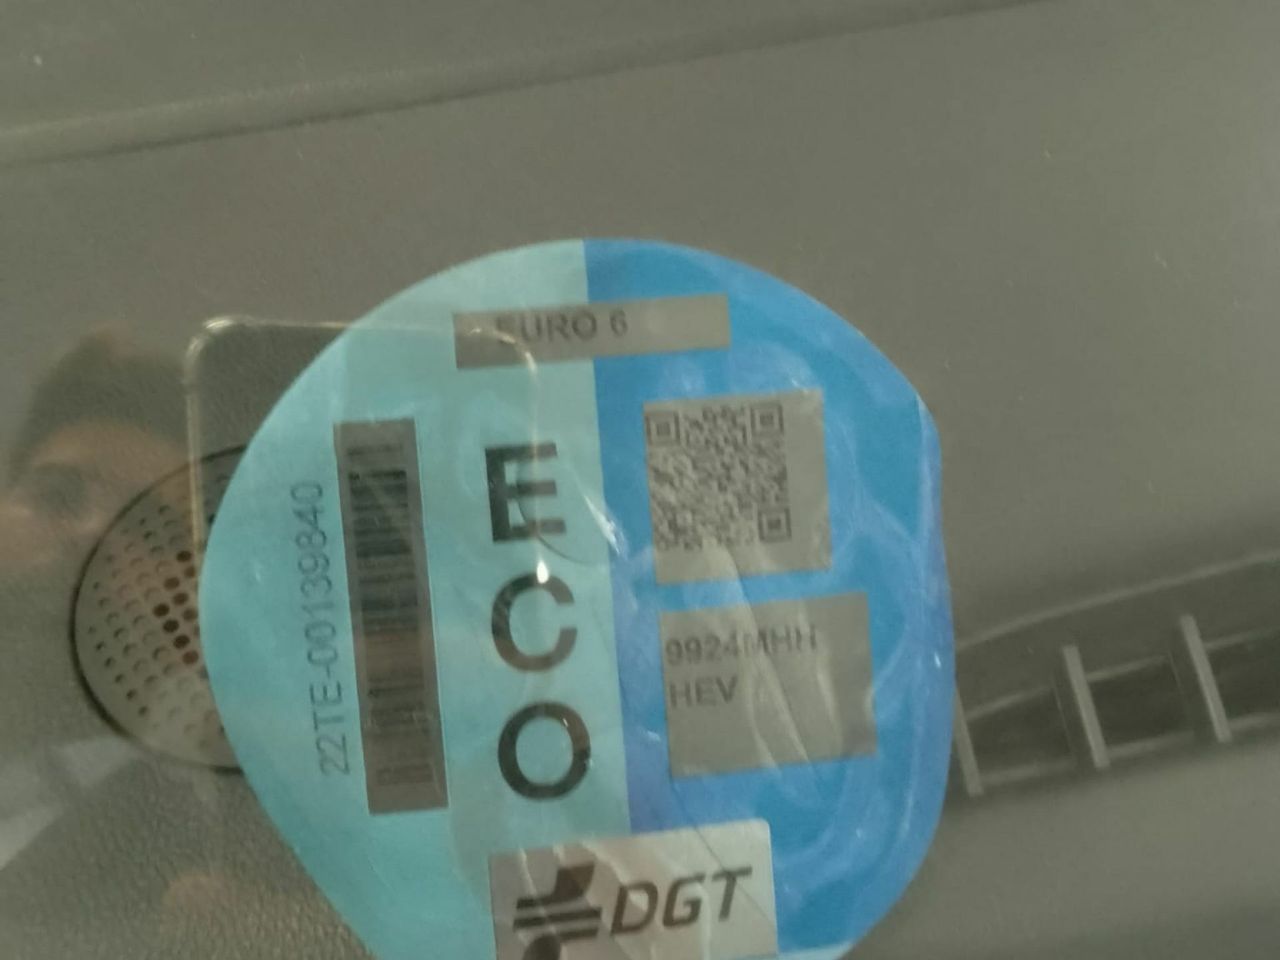 EURO 6
ECO
22TE-00139840
9924MHH
HEV
DGT